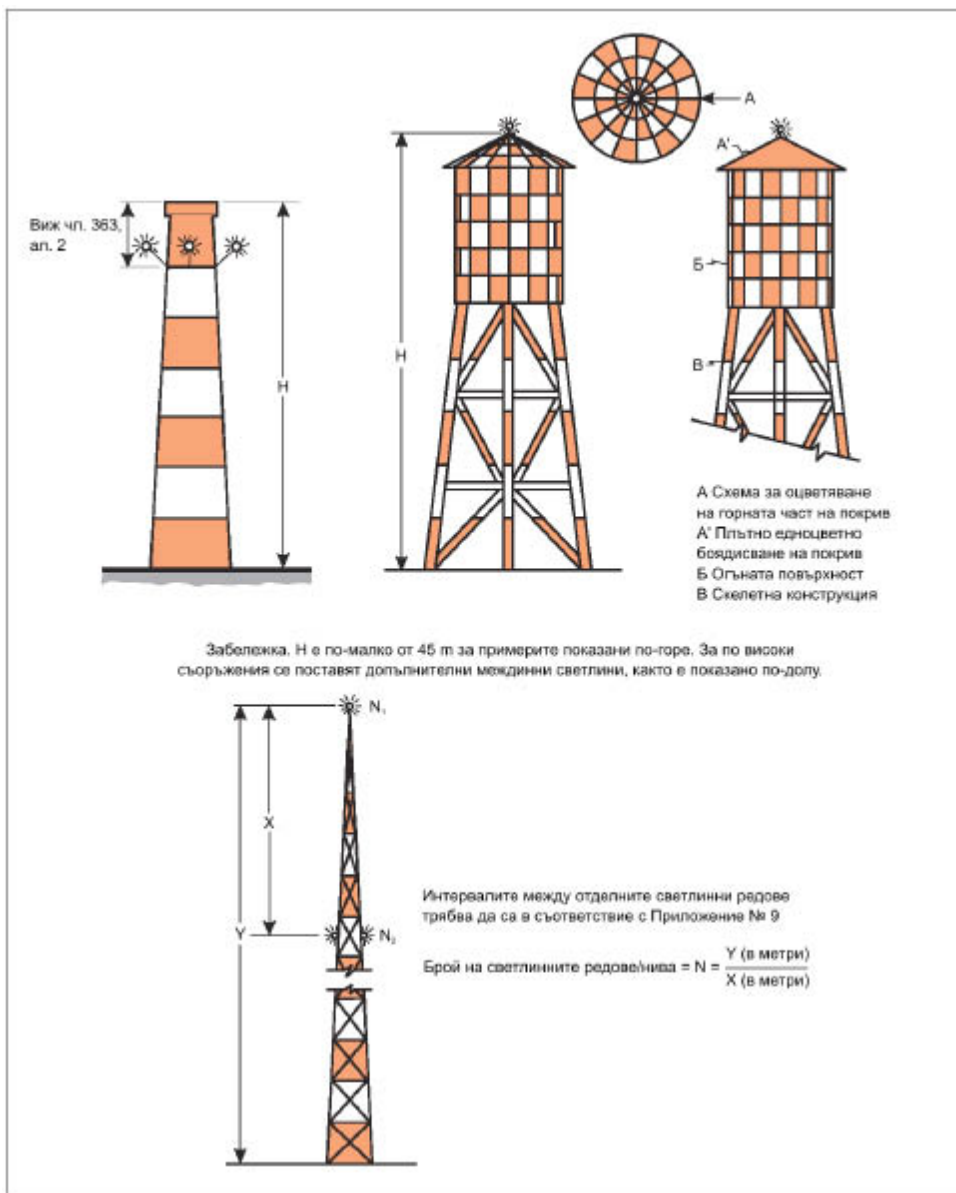 A
A'
Виж чл. 363,
ал. 2
Б
H
H
В
А Схема за оцветяване
на горната част на покрив
А' Плътно едноцветно
боядисване на покрив
Б Огъната повърхност
В Скелетна конструкция
Забележка. Н е по-малко от 45 m за примерите показани по-горе. За по високи
съоръжения се поставят допълнителни междинни светлини, както е показано по-долу.
N₁
X
Y
N₂
Интервалите между отделните светлинни редове
трябва да са в съответствие с Приложение № 9
Брой на светлинните редове/нива = N = Y (в метри)
X (в метри)